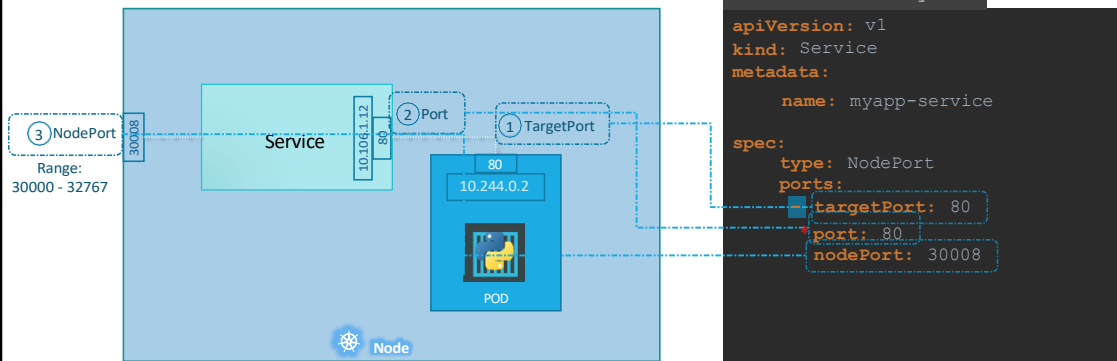 3 NodePort
Range:
30000 - 32767
30008
Service
10.106.1.12
80
2 Port
1 TargetPort
80
10.244.0.2
POD
Node
apiVersion: v1
kind: Service
metadata:
name: myapp-service
spec:
type: NodePort
ports:
- targetPort: 80
* port: 80
nodePort: 30008